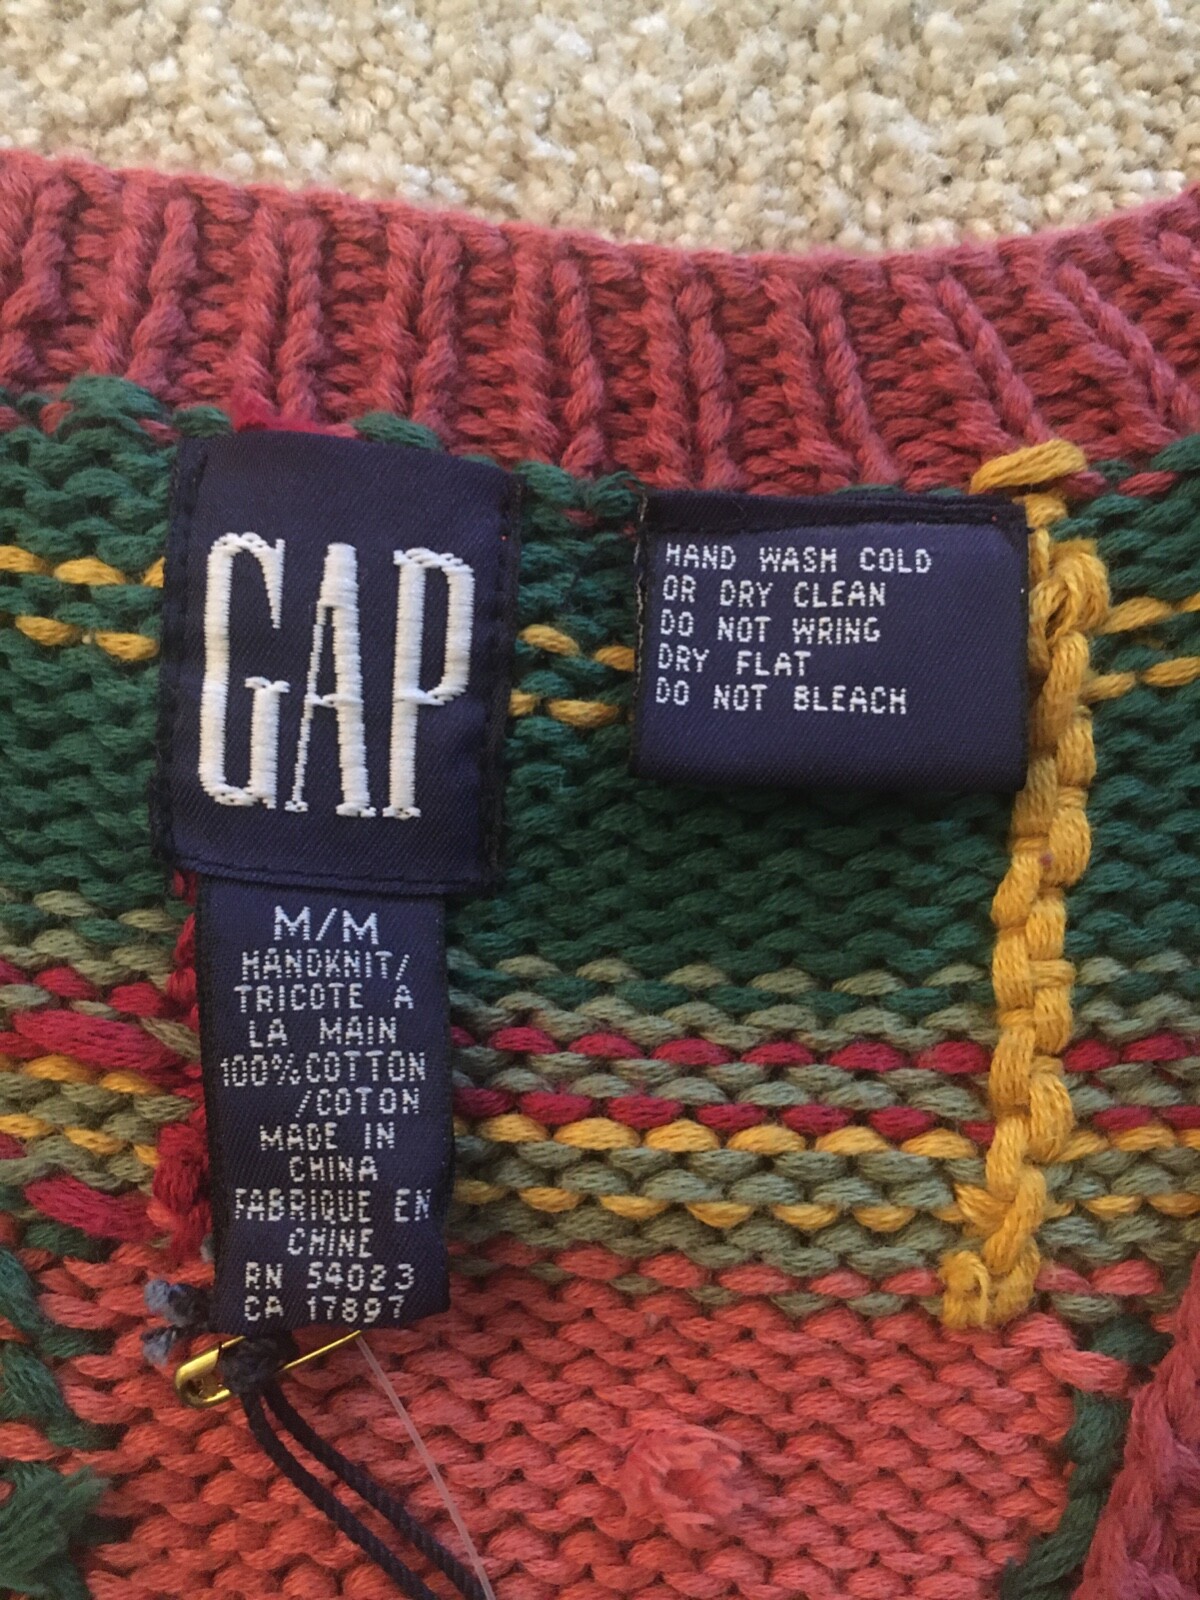 GAP
M/M
HANDKNIT/
TRICOTE A
LA MAIN
100%COTTON
/COTON
MADE IN
CHINA
FABRIQUE EN
CHINE
RN 54023
CA 17897
HAND WASH COLD
OR DRY CLEAN
DO NOT WRING
DRY FLAT
DO NOT BLEACH